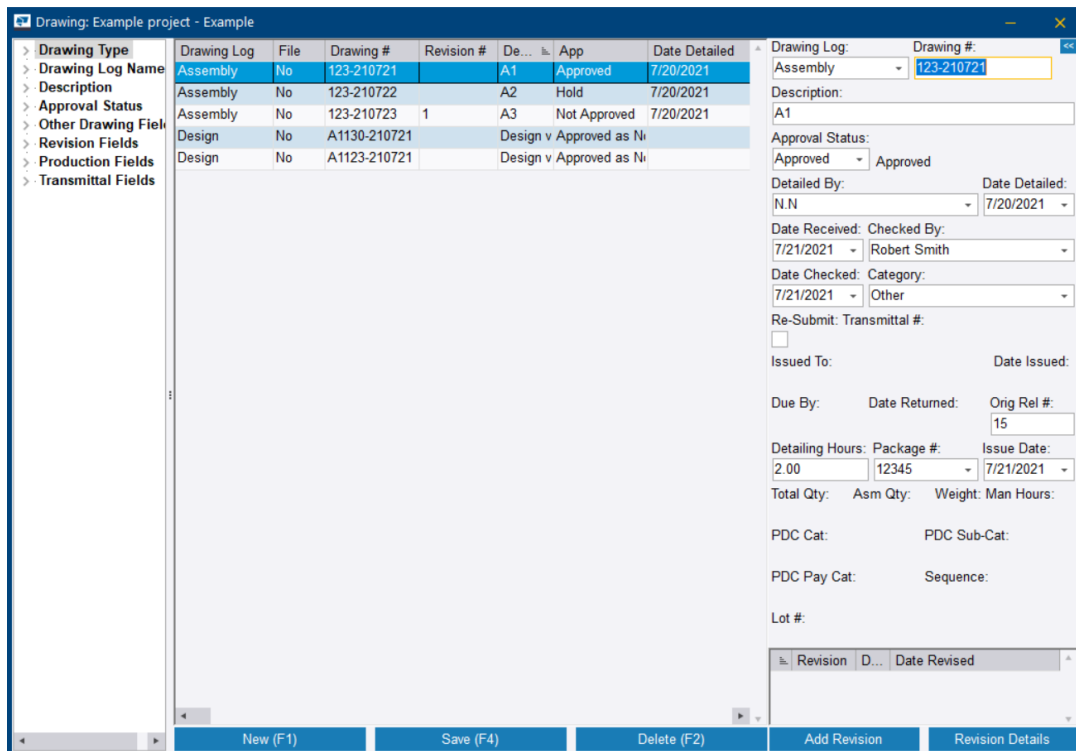 Drawing: Example project - Example
Drawing Type
Drawing Log Name
Description
Approval Status
Other Drawing Fiel
Revision Fields
Production Fields
Transmittal Fields
Drawing Log File Drawing # Revision # De... App Date Detailed
Assembly No 123-210721 A1 Approved 7/20/2021
Assembly No 123-210722 A2 Hold 7/20/2021
Assembly No 123-210723 1 A3 Not Approved 7/20/2021
Design No A1130-210721 Design v Approved as No
Design No A1123-210721 Design v Approved as No
Drawing Log: Drawing #: <<
Assembly 123-210721
Description:
A1
Approval Status:
Approved Approved
Detailed By: Date Detailed:
N.N 7/20/2021
Date Received: Checked By:
7/21/2021 Robert Smith
Date Checked: Category:
7/21/2021 Other
Re-Submit: Transmittal #:
Issued To: Date Issued:
Due By: Date Returned: Orig Rel #:
15
Detailing Hours: Package #: Issue Date:
2.00 12345 7/21/2021
Total Qty: Asm Qty: Weight: Man Hours:
PDC Cat: PDC Sub-Cat:
PDC Pay Cat: Sequence:
Lot #:
Revision D... Date Revised
New (F1) Save (F4) Delete (F2) Add Revision Revision Details